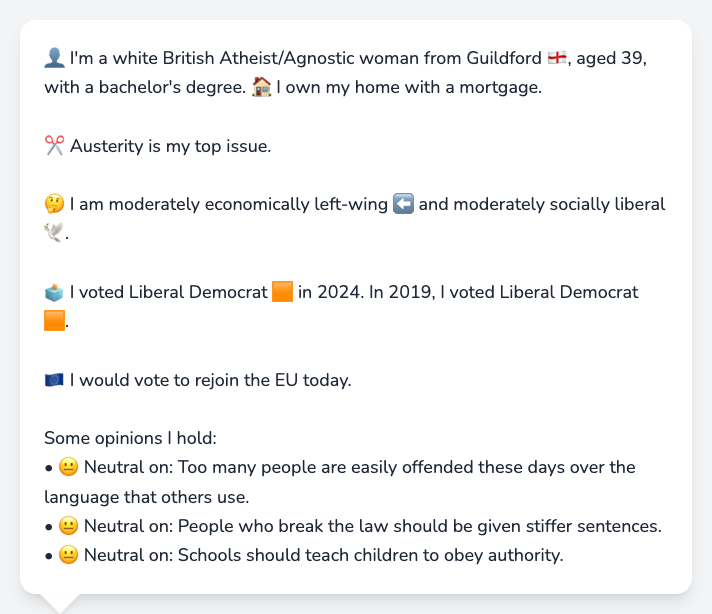 👤 I'm a white British Atheist/Agnostic woman from Guildford 🏴󠁧󠁢󠁥󠁮󠁧󠁿, aged 39,
with a bachelor's degree. 🏠 I own my home with a mortgage.
✂️ Austerity is my top issue.
🤔 I am moderately economically left-wing ⬅️ and moderately socially liberal
🕊️.
🗳️ I voted Liberal Democrat 🟧 in 2024. In 2019, I voted Liberal Democrat
🟧.
🇪🇺 I would vote to rejoin the EU today.
Some opinions I hold:
• 😐 Neutral on: Too many people are easily offended these days over the
language that others use.
• 😐 Neutral on: People who break the law should be given stiffer sentences.
• 😐 Neutral on: Schools should teach children to obey authority.